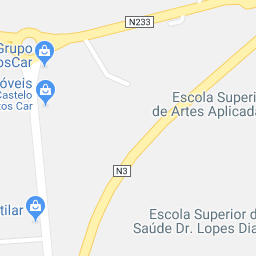 N233
Grupo
osCar
óveis
Castelo
tos Car
Escola Superior
de Artes Aplicada
N3
tilar
Escola Superior d
Saúde Dr. Lopes Dia